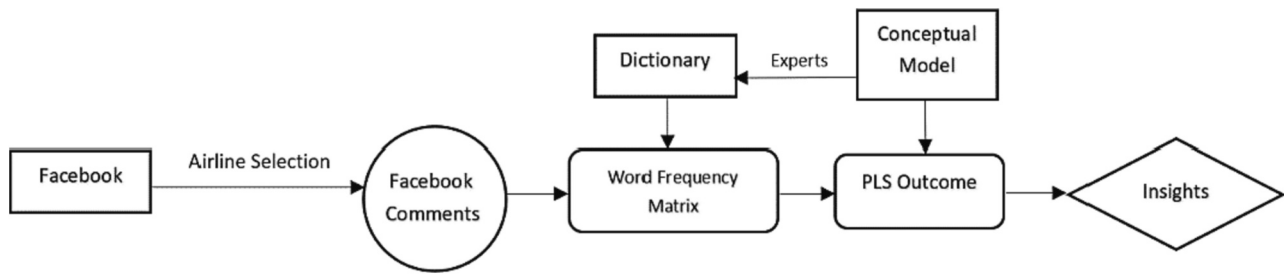 Conceptual
Model
Dictionary
Experts
Facebook
Airline Selection
Facebook
Comments
Word Frequency
Matrix
PLS Outcome
Insights